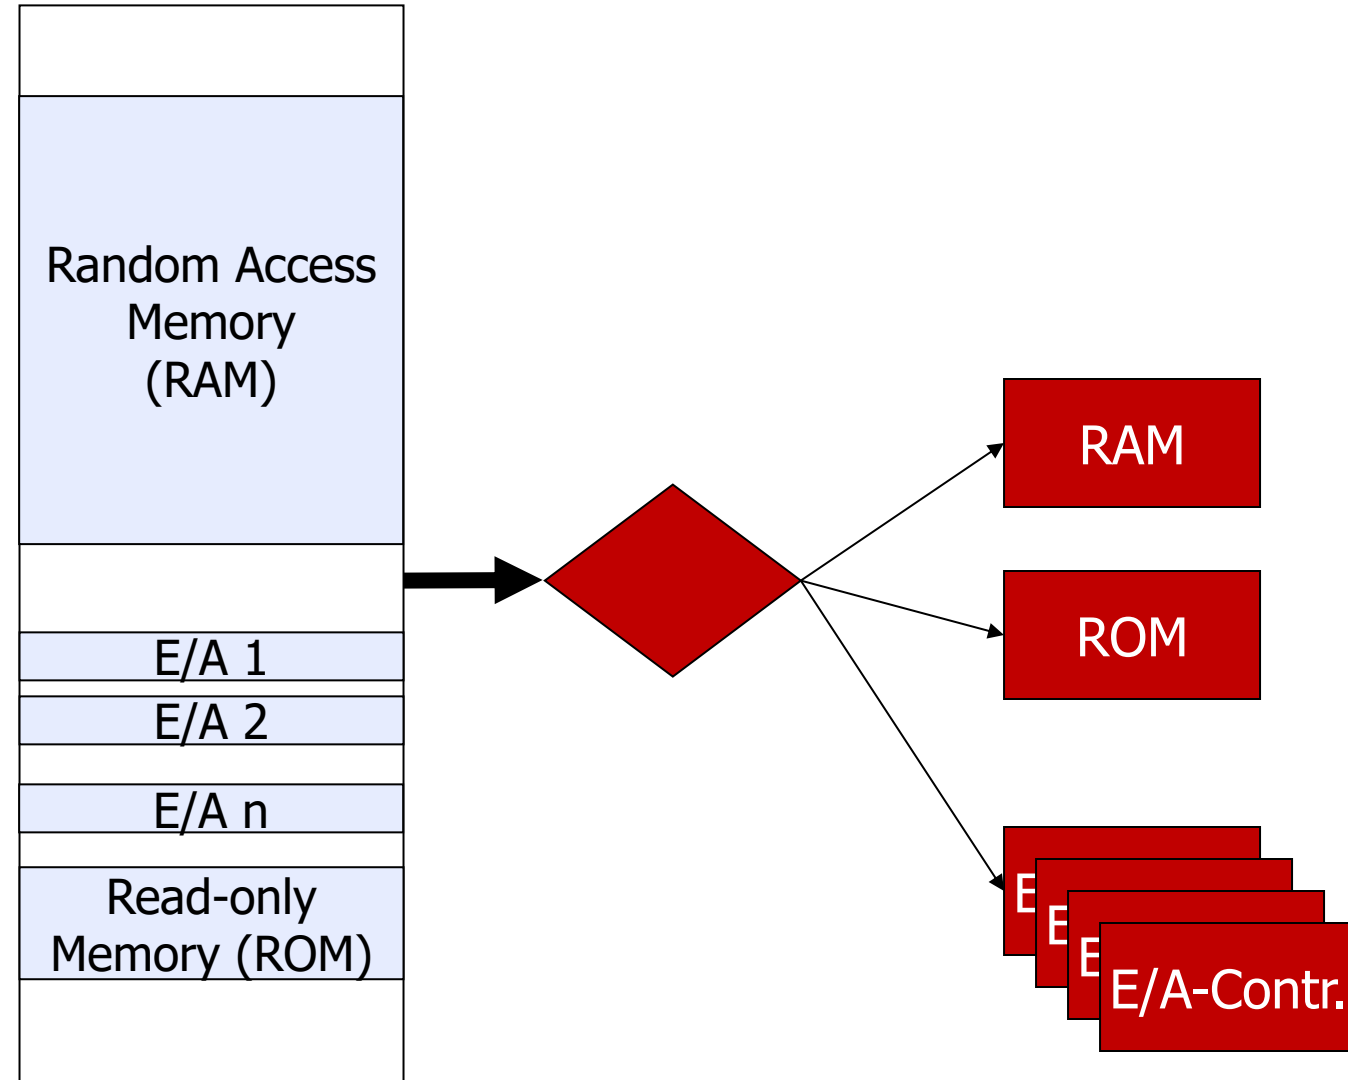 Random Access
Memory
(RAM)
E/A 1
E/A 2
E/A n
Read-only
Memory (ROM)
RAM
ROM
E
E
E
E/A-Contr.